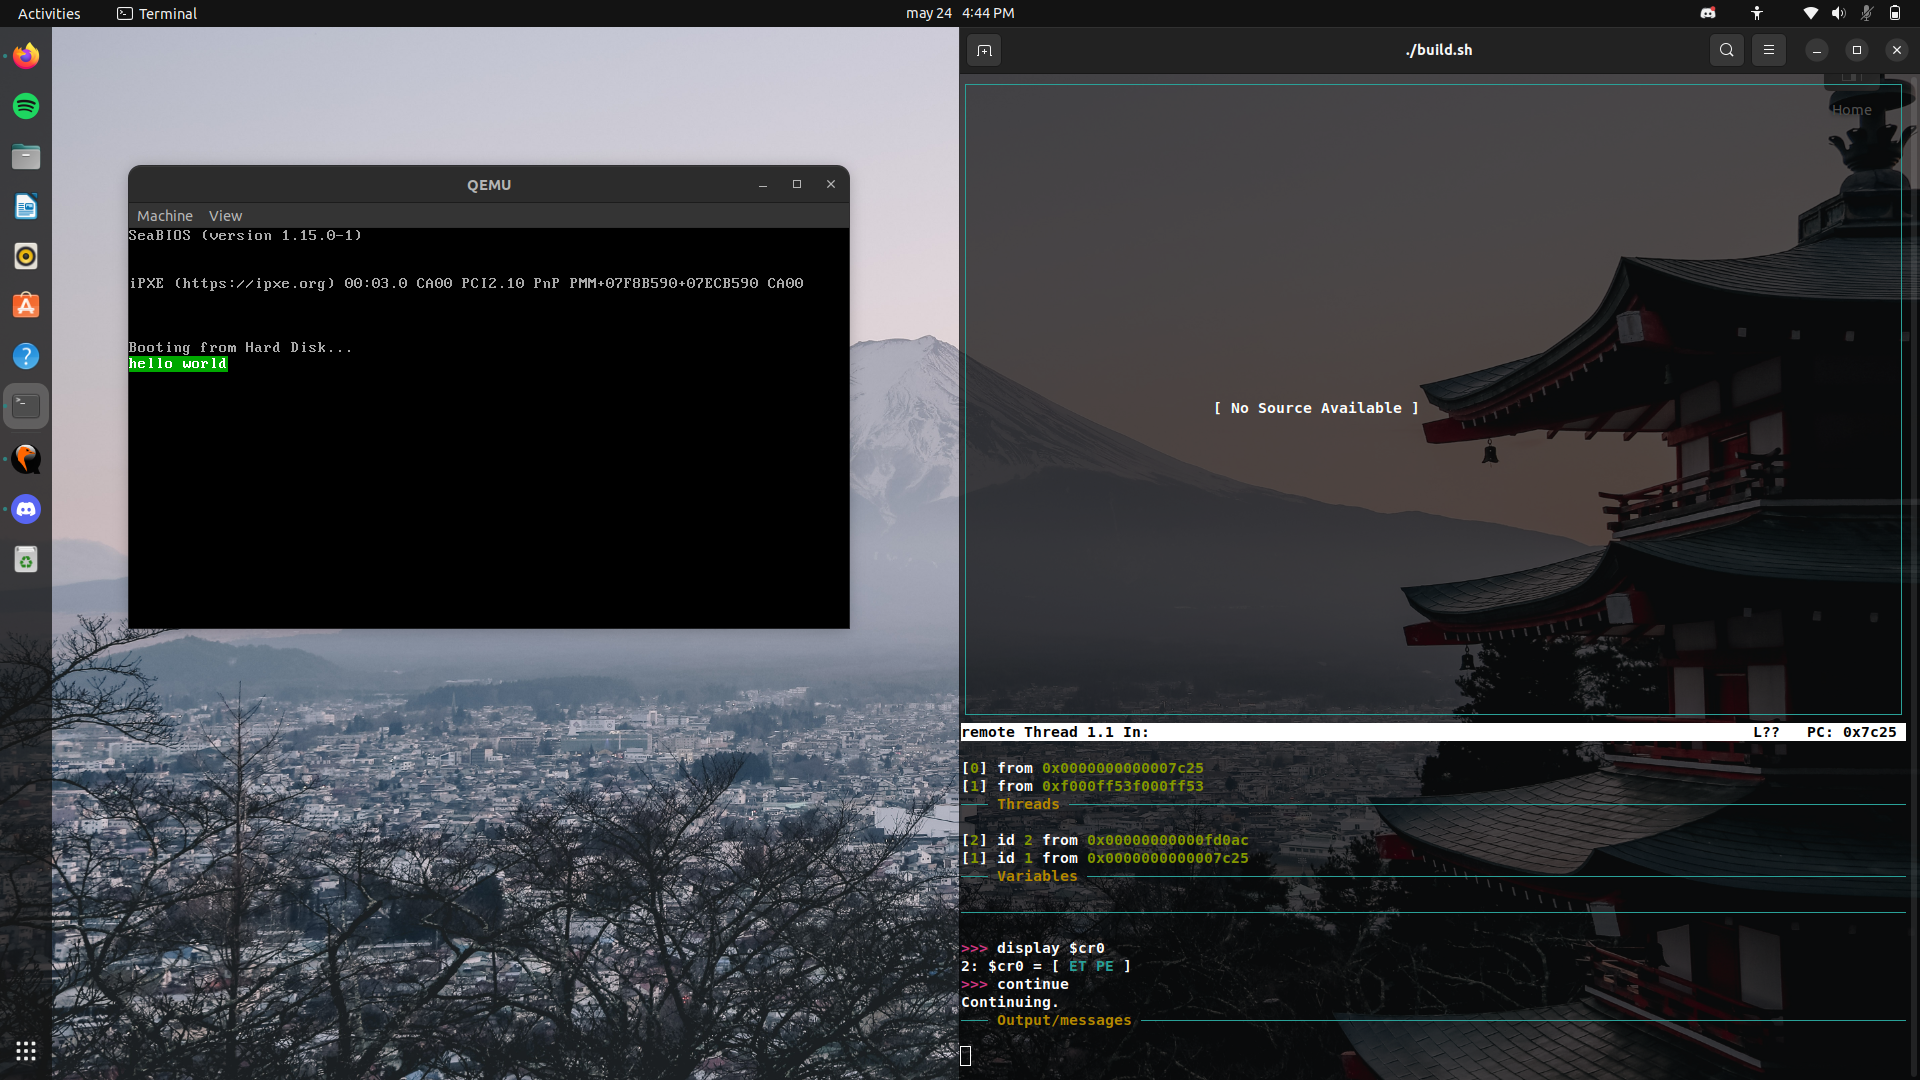 Activities
Terminal
may 24 4:44 PM
./build.sh
Home
QEMU
Machine View
SeaBIOS (version 1.15.0-1)
iPXE (https://ipxe.org) 00:03.0 CA00 PCI2.10 PnP PMM+07F8B590+07ECB590 CA00
Booting from Hard Disk...
hello world
[ No Source Available ]
remote Thread 1.1 In: L?? PC: 0x7c25
[0] from 0x0000000000007c25
[1] from 0xf000ff53f000ff53
Threads
[2] id 2 from 0x00000000000fd0ac
[1] id 1 from 0x0000000000007c25
Variables
>>> display $cr0
2: $cr0 = [ ET PE ]
>>> continue
Continuing.
Output/messages